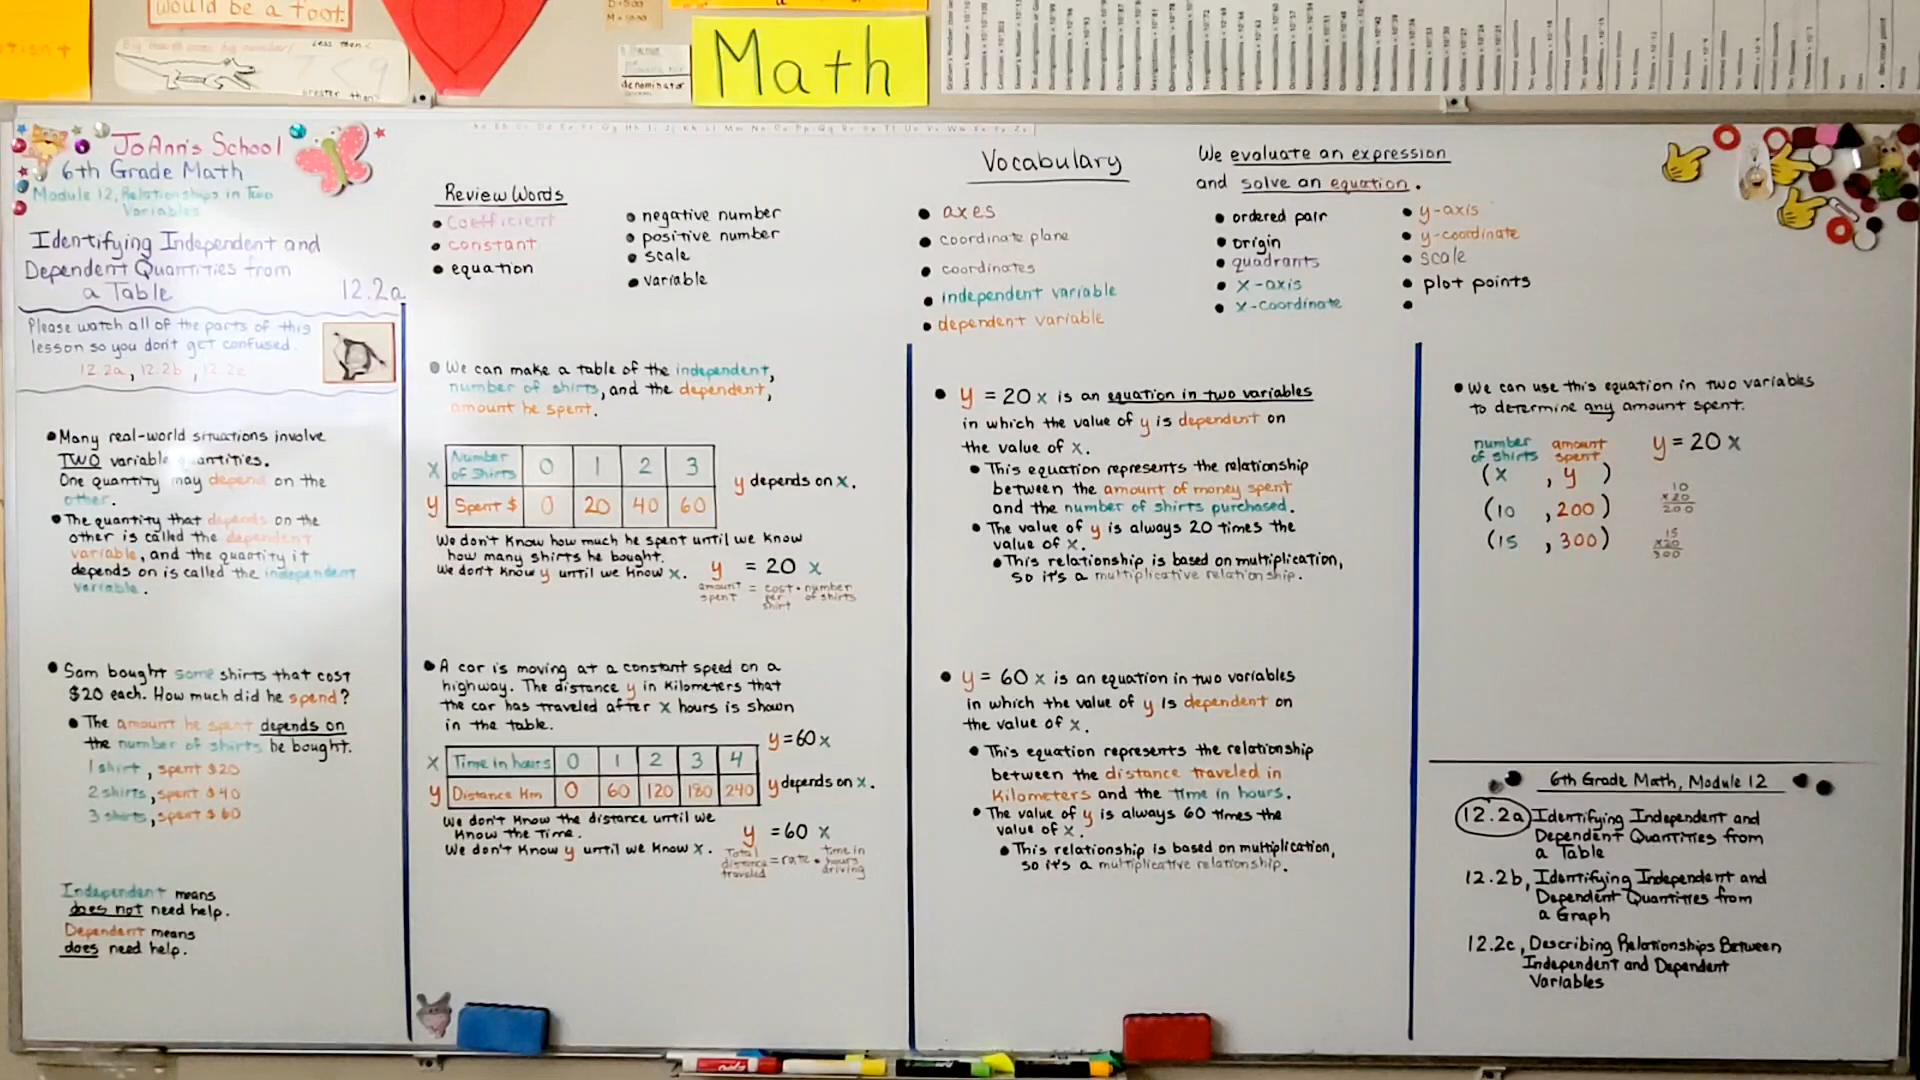 would be a foot.
less than <
7 < 9
greater than >
denominator
Math
JoAnn's School
6th Grade Math
Module 12, Relationships in Two
Variables
Identifying Independent and
Dependent Quantities from
a Table 12.2a
Please watch all of the parts of this
lesson so you don't get confused.
12.2a, 12.2b, 12.2c
• Many real-world situations involve
TWO variable quantities.
One quantity may depend on the
other.
• The quantity that depends on the
other is called the dependent
variable, and the quantity it
depends on is called the independent
variable.
• Sam bought some shirts that cost
$20 each. How much did he spend?
• The amount he spent depends on
the number of shirts he bought.
1 shirt, spent $20
2 shirts, spent $40
3 shirts, spent $60
Independent means
does not need help.
Dependent means
does need help.
Review Words
• coefficient
• constant
• equation
• negative number
• positive number
• scale
• variable
• We can make a table of the independent,
number of shirts, and the dependent,
amount he spent.
x Number of Shirts 0 1 2 3
y Spent $ 0 20 40 60
y depends on x.
We don't know how much he spent until we know
how many shirts he bought.
We don't know y until we know x.
y = 20 x
amount spent = cost per shirt • number of shirts
• A car is moving at a constant speed on a
highway. The distance y in kilometers that
the car has traveled after x hours is shown
in the table.
y = 60x
x Time in hours 0 1 2 3 4
y Distance Km 0 60 120 180 240
y depends on x.
We don't know the distance until we
know the time.
We don't know y until we know x.
y = 60 x
Total distance traveled = rate • time in hours driving
Vocabulary
We evaluate an expression
and solve an equation.
• axes
• coordinate plane
• coordinates
• independent variable
• dependent variable
• ordered pair
• origin
• quadrants
• x-axis
• x-coordinate
• y-axis
• y-coordinate
• scale
• plot points
•
• y = 20 x is an equation in two variables
in which the value of y is dependent on
the value of x.
• This equation represents the relationship
between the amount of money spent
and the number of shirts purchased.
• The value of y is always 20 times the
value of x.
• This relationship is based on multiplication,
so it's a multiplicative relationship.
• y = 60 x is an equation in two variables
in which the value of y is dependent on
the value of x.
• This equation represents the relationship
between the distance traveled in
kilometers and the time in hours.
• The value of y is always 60 times the
value of x.
• This relationship is based on multiplication,
so it's a multiplicative relationship.
• We can use this equation in two variables
to determine any amount spent.
number of shirts amount spent
y = 20 x
(x , y )
(10 , 200)
(15 , 300)
10
x20
200
15
x20
300
6th Grade Math, Module 12
12.2a Identifying Independent and
Dependent Quantities from
a Table
12.2b, Identifying Independent and
Dependent Quantities from
a Graph
12.2c, Describing Relationships Between
Independent and Dependent
Variables